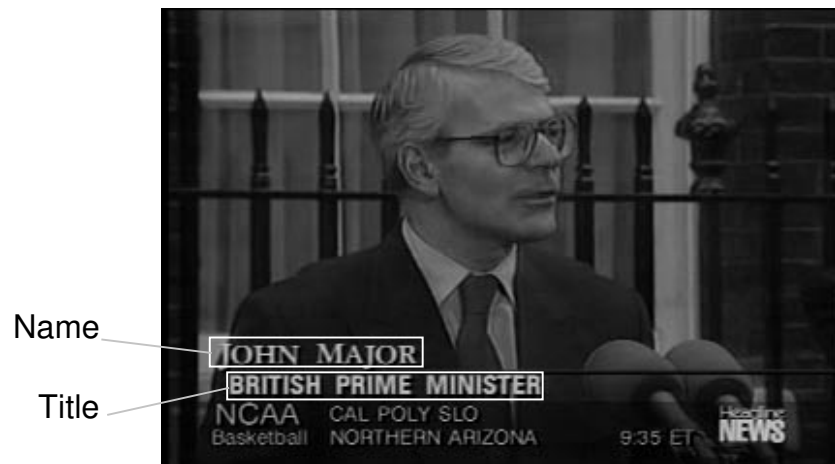 Name
JOHN MAJOR
Title
BRITISH PRIME MINISTER
NCAA CAL POLY SLO
Basketball NORTHERN ARIZONA 9:35 ET
Headline
NEWS